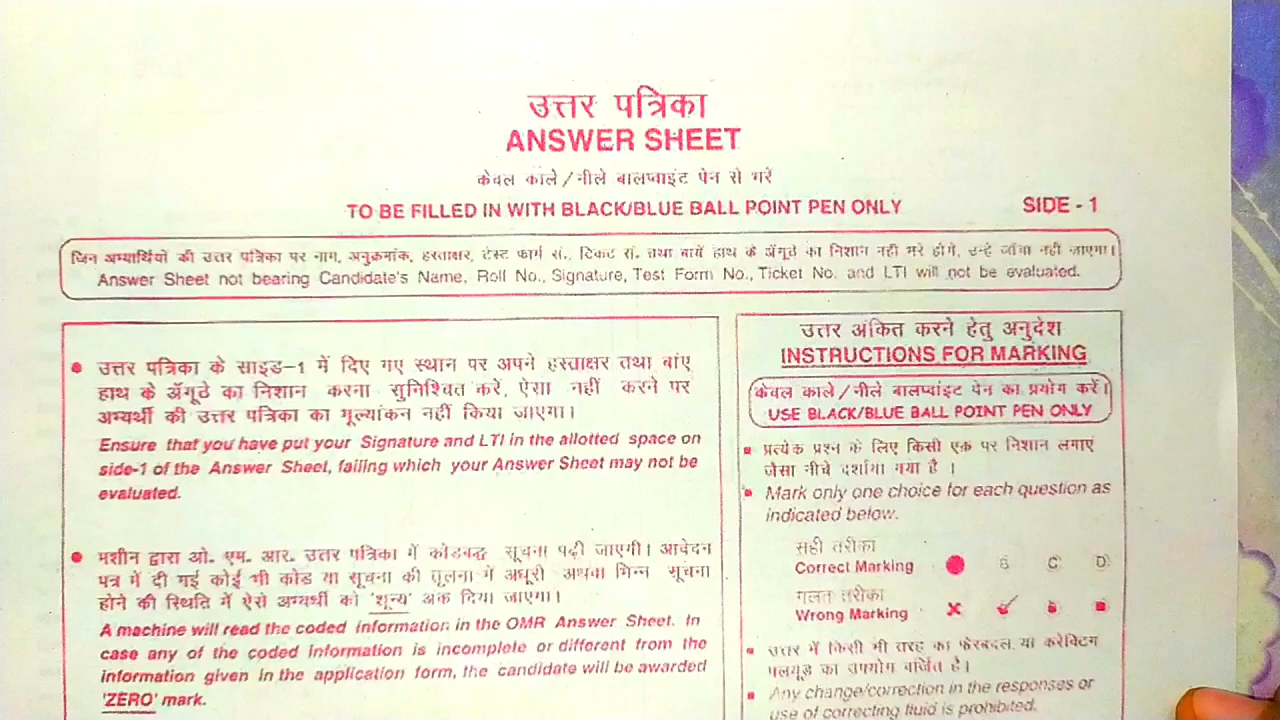 उत्तर पत्रिका
ANSWER SHEET
केवल काले / नीले बालप्वाइंट पेन से भरें
TO BE FILLED IN WITH BLACK/BLUE BALL POINT PEN ONLY
SIDE - 1
जिन अभ्यार्थियों की उत्तर पत्रिका पर नाम, अनुक्रमांक, हस्ताक्षर, टेस्ट फार्म सं., टिकट सं. तथा बायें हाथ के अँगूठे का निशान नही भरे होंगे, उन्हे जाँचा नही जाएगा।
Answer Sheet not bearing Candidate's Name, Roll No., Signature, Test Form No., Ticket No. and LTI will not be evaluated.
• उत्तर पत्रिका के साइड-1 में दिए गए स्थान पर अपने हस्ताक्षर तथा बांए
हाथ के अँगूठे का निशान करना सुनिश्चित करें, ऐसा नहीं करने पर
अभ्यर्थी की उत्तर पत्रिका का मूल्यांकन नहीं किया जाएगा।
Ensure that you have put your Signature and LTI in the allotted space on
side-1 of the Answer Sheet, failing which your Answer Sheet may not be
evaluated.
• मशीन द्वारा ओ. एम. आर. उत्तर पत्रिका में कोडबद्ध सूचना पढ़ी जाएगी। आवेदन
पत्र में दी गई कोई भी कोड या सूचना की तूलना में अधूरी अथवा भिन्न सूचना
होने की स्थिति में ऐसे अभ्यर्थी को 'शून्य' अंक दिया जाएगा।
A machine will read the coded information in the OMR Answer Sheet. In
case any of the coded information is incomplete or different from the
information given in the application form, the candidate will be awarded
'ZERO' mark.
उत्तर अंकित करने हेतु अनुदेश
INSTRUCTIONS FOR MARKING
केवल काले / नीले बालप्वाइंट पेन का प्रयोग करें।
USE BLACK/BLUE BALL POINT PEN ONLY
▪ प्रत्येक प्रश्न के लिए किसी एक पर निशान लगाएं
जैसा नीचे दर्शाया गया है ।
▪ Mark only one choice for each question as
indicated below.
सही तरीका
Correct Marking B C D
गलत तरीका
Wrong Marking
▪ उत्तर में किसी भी तरह का फेरबदल या करेक्टिंग
फ्लयूड का उपयोग वर्जित है।
▪ Any change/correction in the responses or
use of correcting fluid is prohibited.